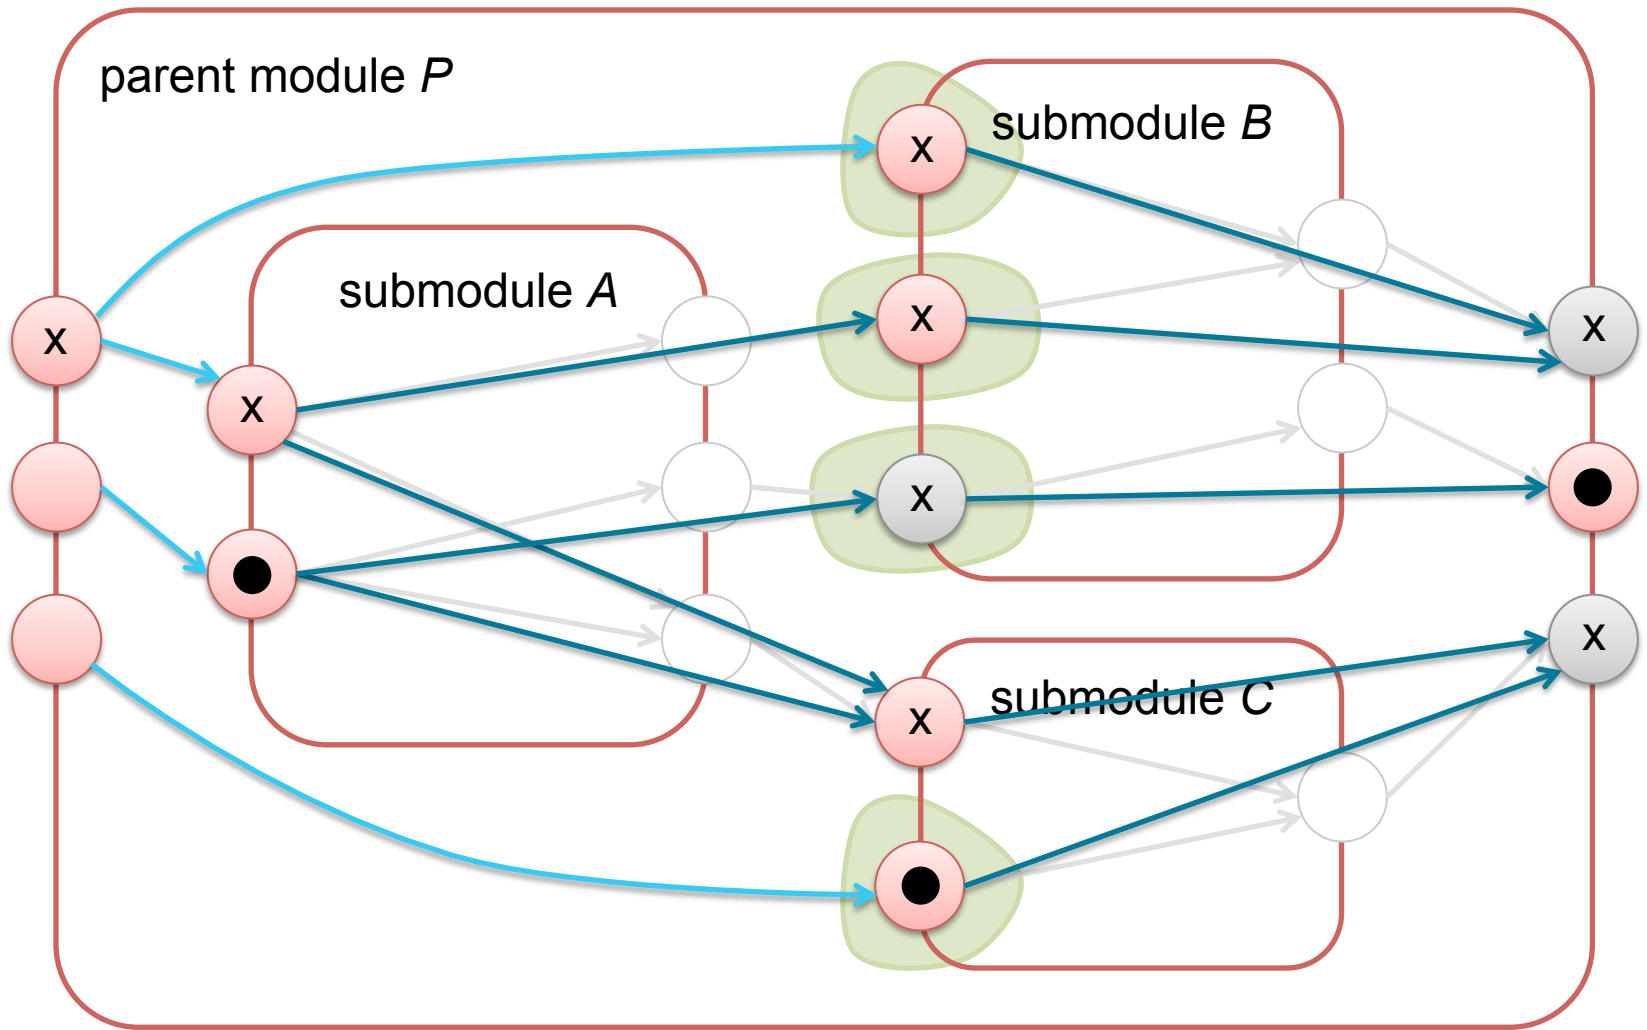 parent module P
submodule B
x
submodule A
x
x
x
x
x
x
submodule C
x